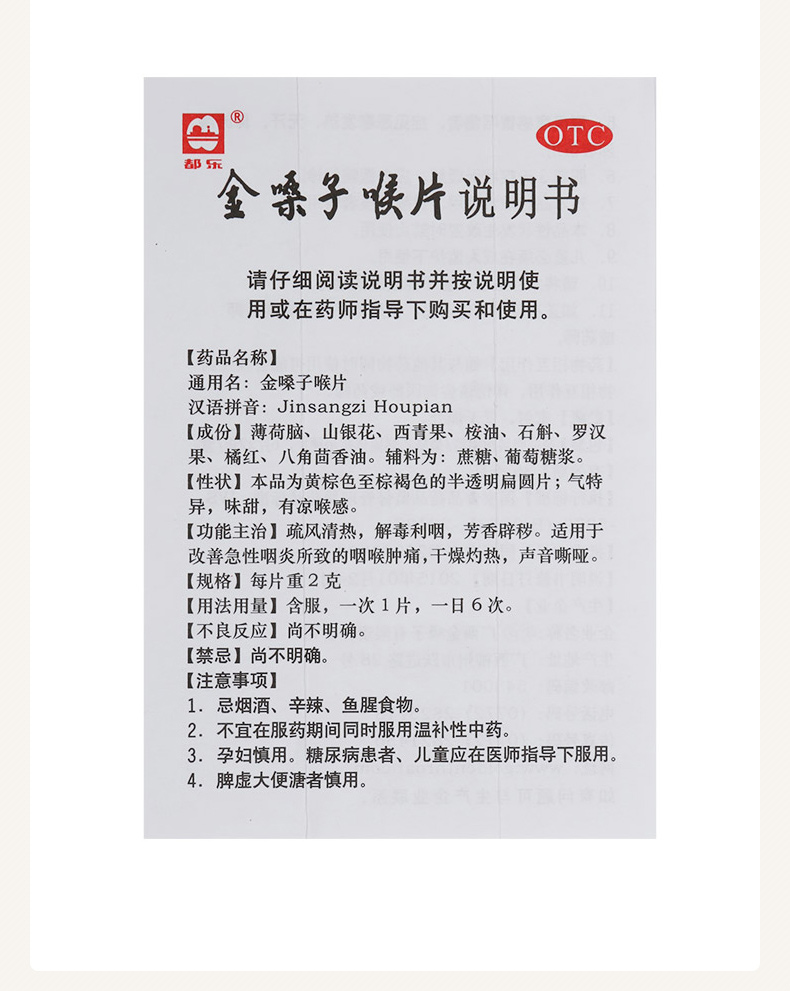 ®
OTC
都乐
金嗓子喉片说明书
请仔细阅读说明书并按说明使
用或在药师指导下购买和使用。
【药品名称】
通用名：金嗓子喉片
汉语拼音：Jinsangzi Houpian
【成份】薄荷脑、山银花、西青果、桉油、石斛、罗汉
果、橘红、八角茴香油。辅料为：蔗糖、葡萄糖浆。
【性状】本品为黄棕色至棕褐色的半透明扁圆片；气特
异，味甜，有凉喉感。
【功能主治】疏风清热，解毒利咽，芳香辟秽。适用于
改善急性咽炎所致的咽喉肿痛，干燥灼热，声音嘶哑。
【规格】每片重2克
【用法用量】含服，一次1片，一日6次。
【不良反应】尚不明确。
【禁忌】尚不明确。
【注意事项】
1．忌烟酒、辛辣、鱼腥食物。
2．不宜在服药期间同时服用温补性中药。
3．孕妇慎用。糖尿病患者、儿童应在医师指导下服用。
4．脾虚大便溏者慎用。